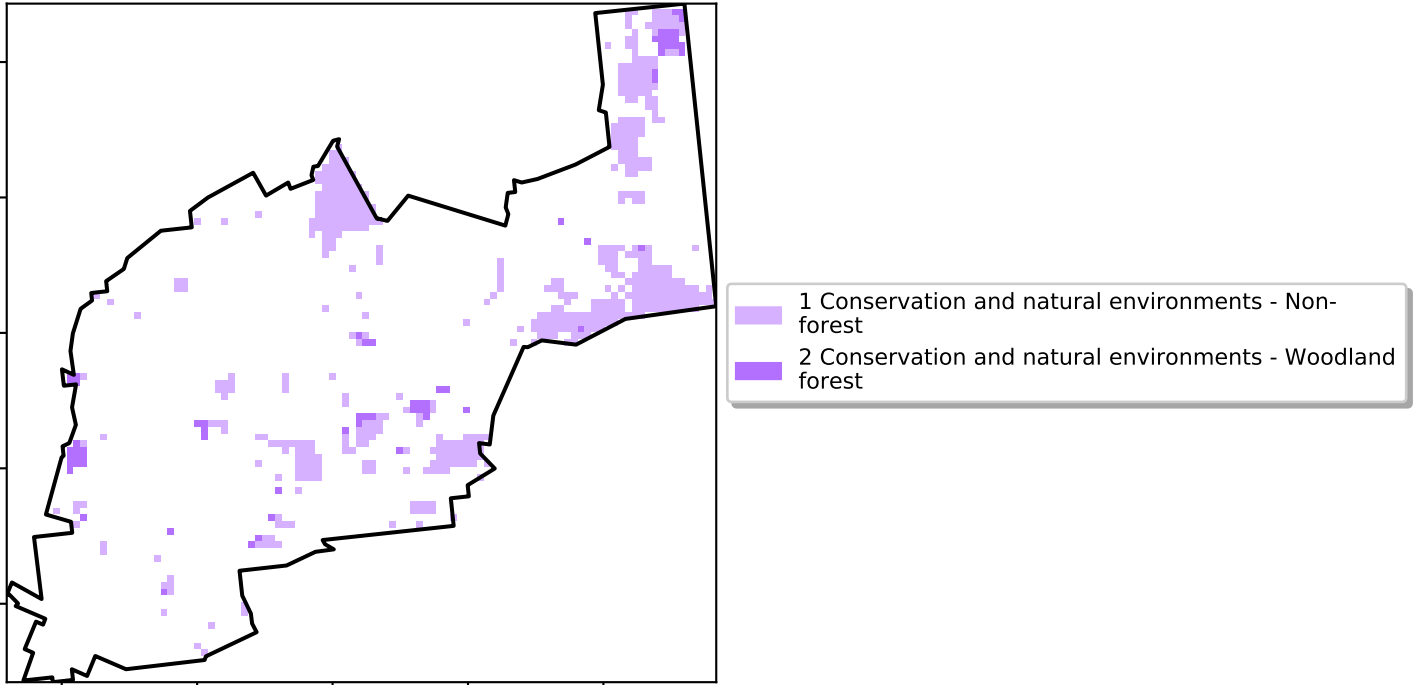 1 Conservation and natural environments - Non-
forest
2 Conservation and natural environments - Woodland
forest